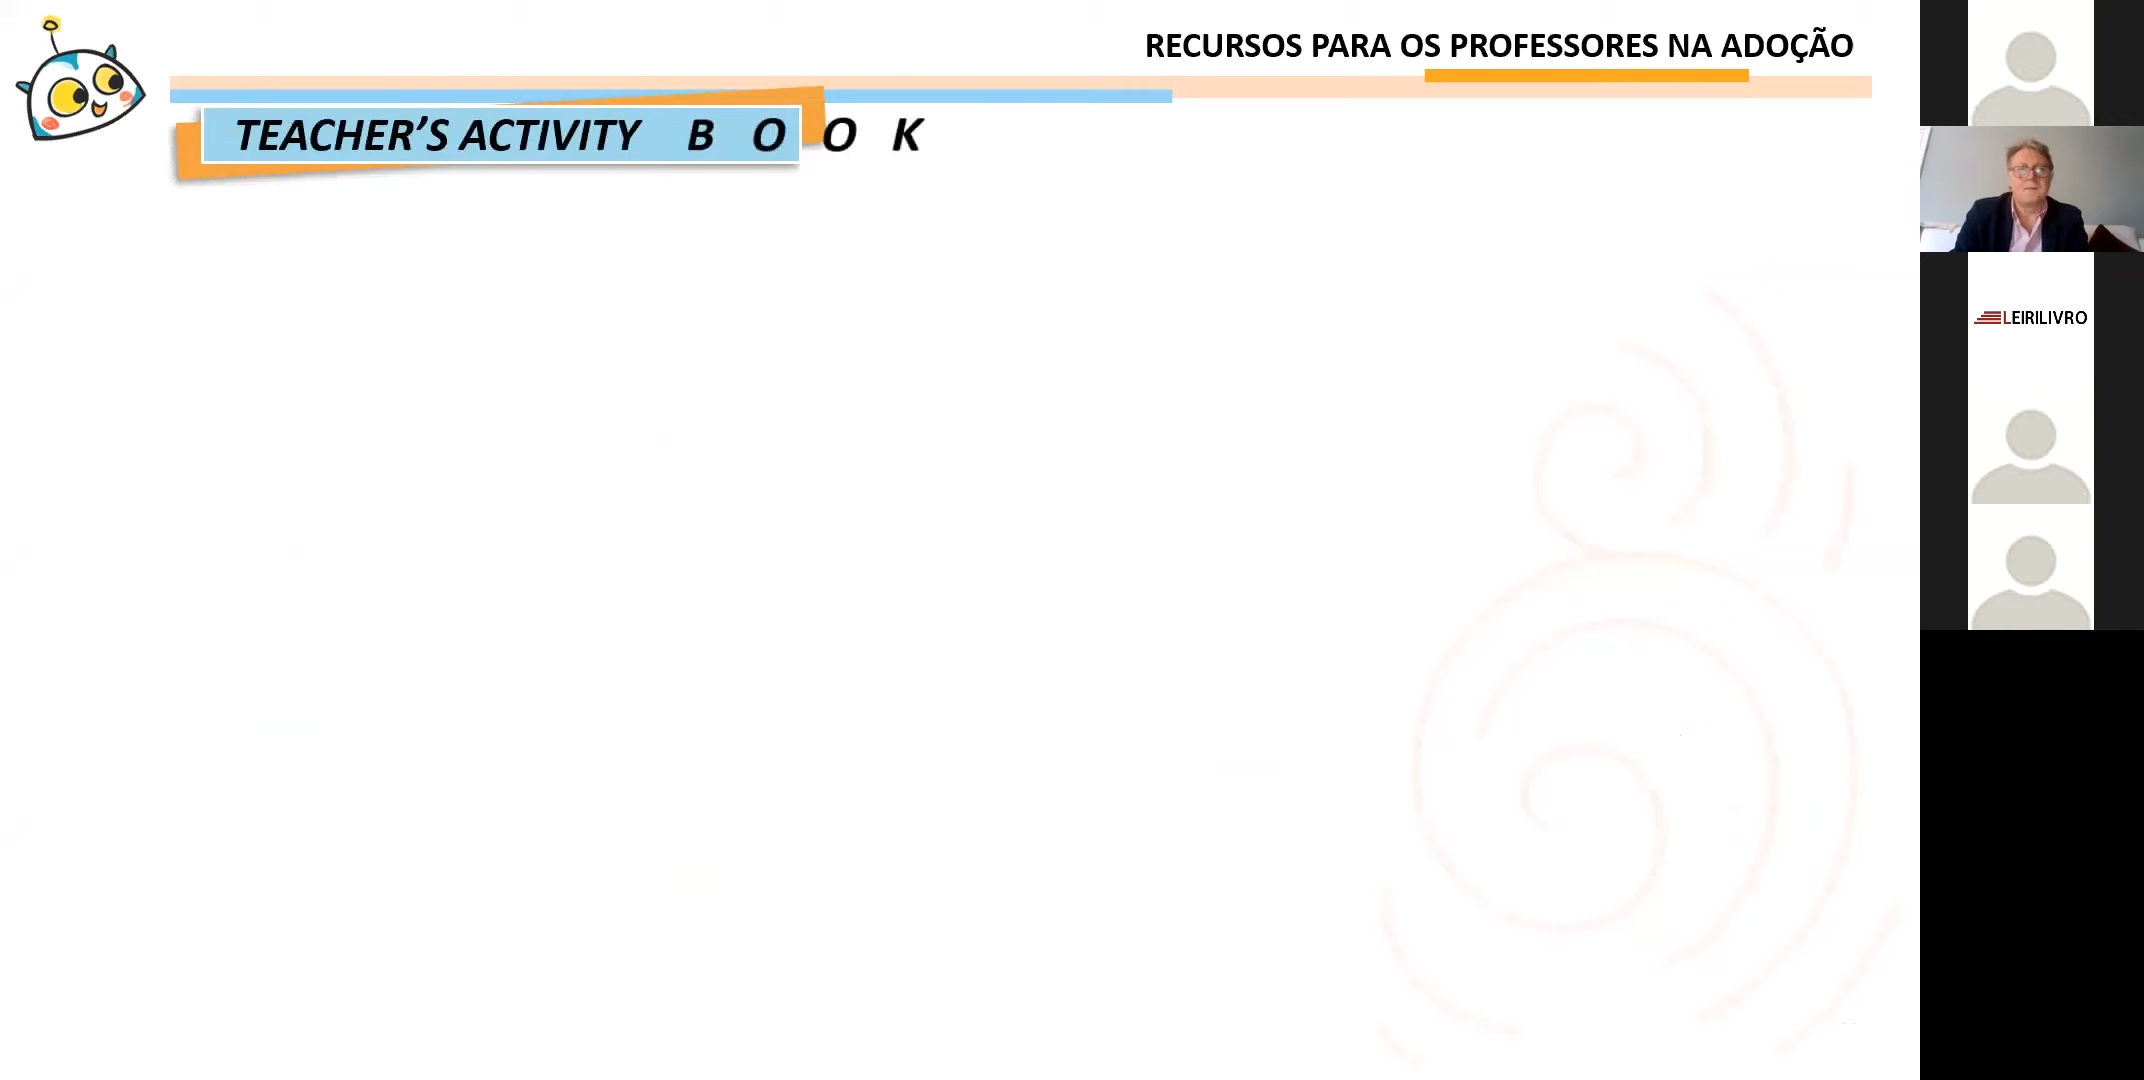 RECURSOS PARA OS PROFESSORES NA ADOÇÃO
TEACHER’S ACTIVITY B O O K
LEIRILIVRO